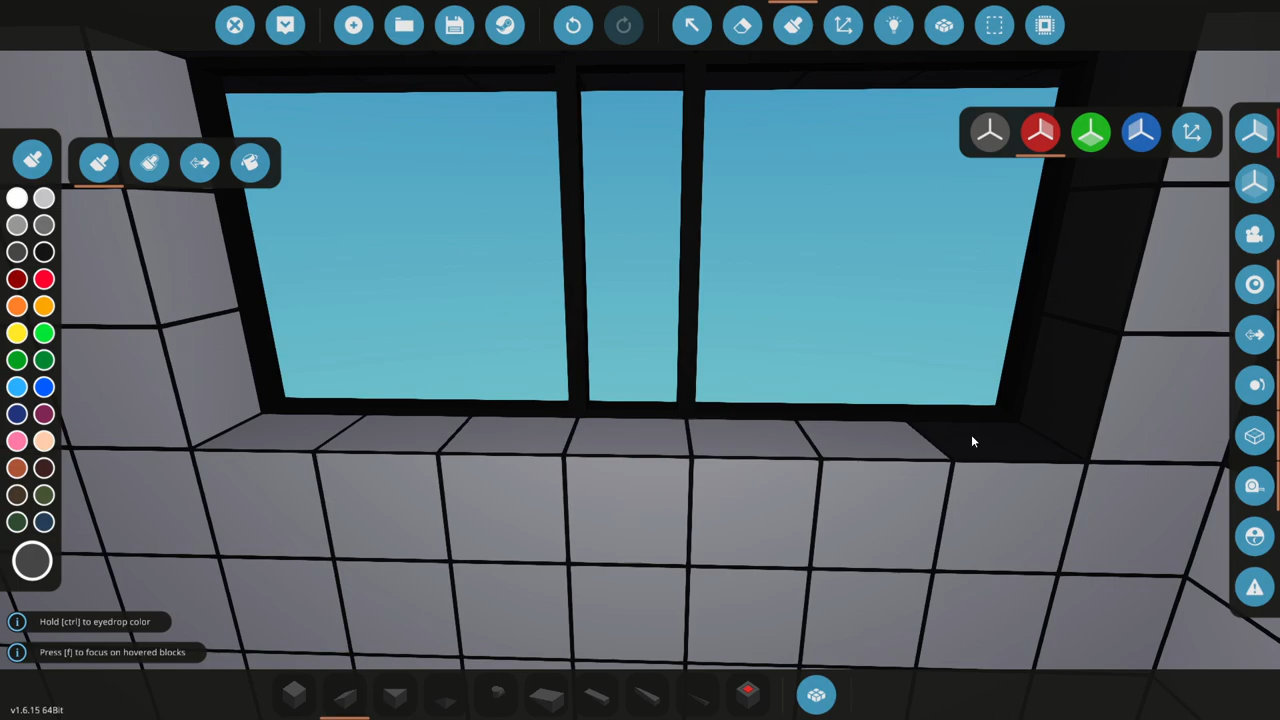 Hold [ctrl] to eyedrop color
Press [f] to focus on hovered blocks
v1.6.15 64Bit